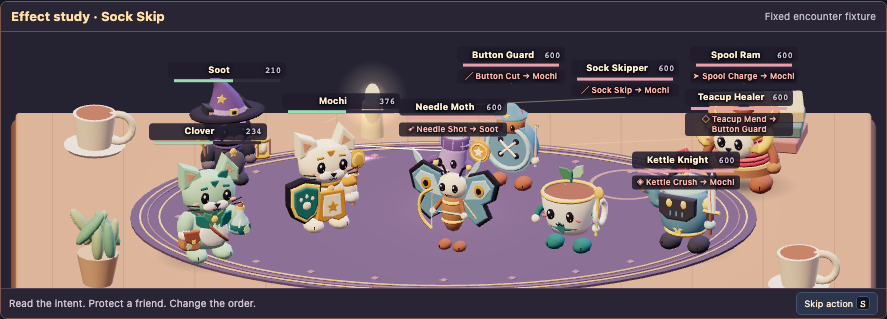 Effect study · Sock Skip
Fixed encounter fixture
Button Guard 600
Button Cut → Mochi
Sock Skipper 600
Sock Skip → Mochi
Spool Ram 600
Spool Charge → Mochi
Soot 210
Mochi 376
Needle Moth 600
Needle Shot → Soot
Teacup Healer 600
Teacup Mend →
Button Guard
Clover 234
Kettle Knight 600
Kettle Crush → Mochi
Read the intent. Protect a friend. Change the order.
Skip action S